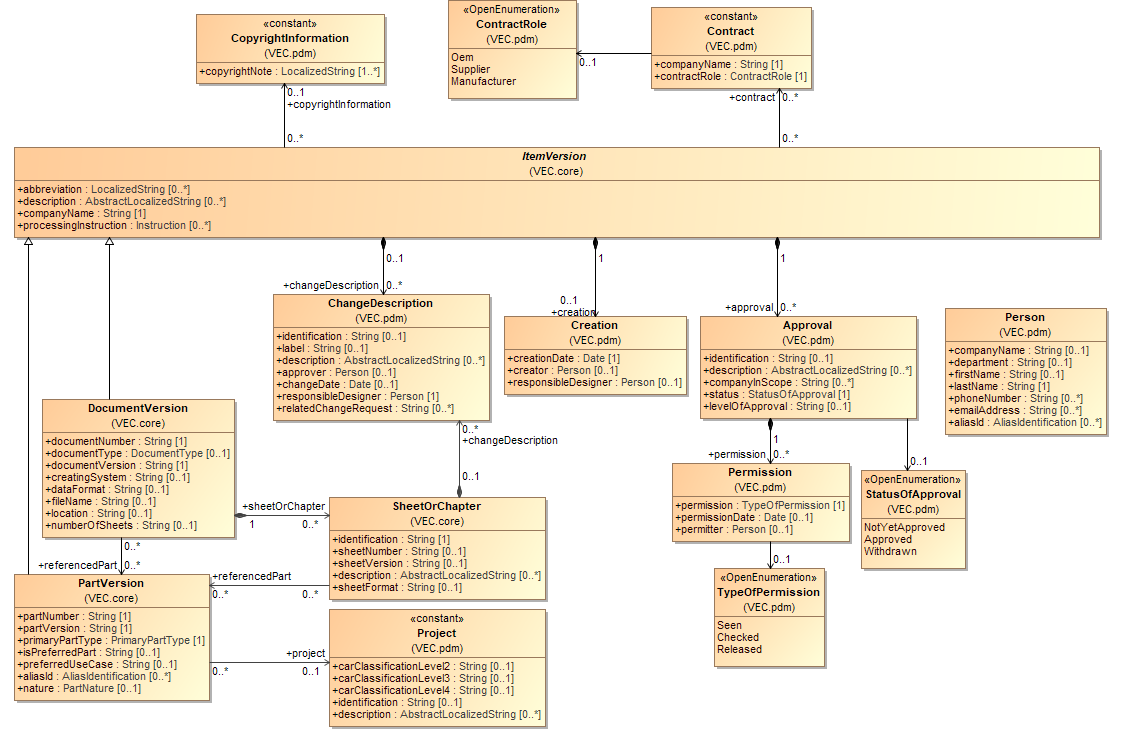 «constant»
CopyrightInformation
(VEC.pdm)
+copyrightNote : LocalizedString [1..*]
«OpenEnumeration»
ContractRole
(VEC.pdm)
Oem
Supplier
Manufacturer
«constant»
Contract
(VEC.pdm)
+companyName : String [1]
+contractRole : ContractRole [1]
0..1
0..1
+copyrightInformation
0..*
+contract
0..*
0..*
ItemVersion
(VEC.core)
+abbreviation : LocalizedString [0..*]
+description : AbstractLocalizedString [0..*]
+companyName : String [1]
+processingInstruction : Instruction [0..*]
0..1
+changeDescription
0..*
1
0..1
+creation
1
+approval
0..*
ChangeDescription
(VEC.pdm)
+identification : String [0..1]
+label : String [0..1]
+description : AbstractLocalizedString [0..*]
+approver : Person [0..1]
+changeDate : Date [0..1]
+responsibleDesigner : Person [1]
+relatedChangeRequest : String [0..*]
Creation
(VEC.pdm)
+creationDate : Date [1]
+creator : Person [0..1]
+responsibleDesigner : Person [0..1]
Approval
(VEC.pdm)
+identification : String [0..1]
+description : AbstractLocalizedString [0..*]
+companyInScope : String [0..*]
+status : StatusOfApproval [1]
+levelOfApproval : String [0..1]
Person
(VEC.pdm)
+companyName : String [0..1]
+department : String [0..1]
+firstName : String [0..1]
+lastName : String [1]
+phoneNumber : String [0..*]
+emailAddress : String [0..*]
+aliasId : AliasIdentification [0..*]
DocumentVersion
(VEC.core)
+documentNumber : String [1]
+documentType : DocumentType [0..1]
+documentVersion : String [1]
+creatingSystem : String [0..1]
+dataFormat : String [0..1]
+fileName : String [0..1]
+location : String [0..1]
+numberOfSheets : String [0..1]
0..*
+changeDescription
0..1
+sheetOrChapter
1
0..*
SheetOrChapter
(VEC.core)
+identification : String [1]
+sheetNumber : String [0..1]
+sheetVersion : String [0..1]
+description : AbstractLocalizedString [0..*]
+sheetFormat : String [0..1]
1
+permission
0..*
Permission
(VEC.pdm)
+permission : TypeOfPermission [1]
+permissionDate : Date [0..1]
+permitter : Person [0..1]
0..1
«OpenEnumeration»
StatusOfApproval
(VEC.pdm)
NotYetApproved
Approved
Withdrawn
0..1
«OpenEnumeration»
TypeOfPermission
(VEC.pdm)
Seen
Checked
Released
0..*
+referencedPart
0..*
+referencedPart
0..*
0..*
PartVersion
(VEC.core)
+partNumber : String [1]
+partVersion : String [1]
+primaryPartType : PrimaryPartType [1]
+isPreferredPart : String [0..1]
+preferredUseCase : String [0..1]
+aliasId : AliasIdentification [0..*]
+nature : PartNature [0..1]
+project
0..*
0..1
«constant»
Project
(VEC.pdm)
+carClassificationLevel2 : String [0..1]
+carClassificationLevel3 : String [0..1]
+carClassificationLevel4 : String [0..1]
+identification : String [0..1]
+description : AbstractLocalizedString [0..*]